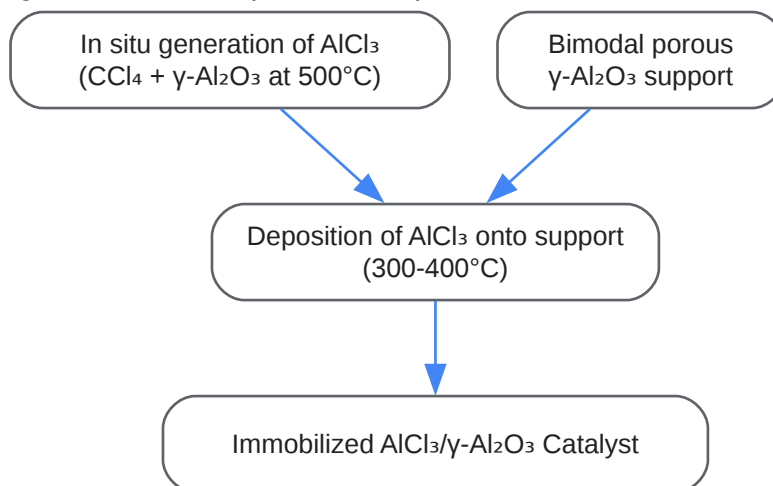 In situ generation of AlCl₃
(CCl₄ + γ-Al₂O₃ at 500°C)
Bimodal porous
γ-Al₂O₃ support
Deposition of AlCl₃ onto support
(300-400°C)
Immobilized AlCl₃/γ-Al₂O₃ Catalyst